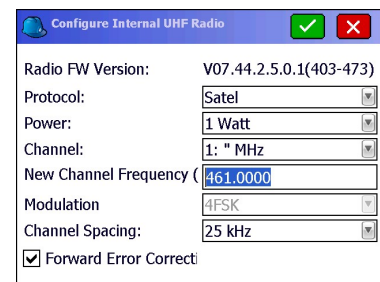 Configure Internal UHF Radio
Radio FW Version: V07.44.2.5.0.1(403-473)
Protocol: Satel
Power: 1 Watt
Channel: 1: " MHz
New Channel Frequency ( 461.0000
Modulation 4FSK
Channel Spacing: 25 kHz
Forward Error Correcti